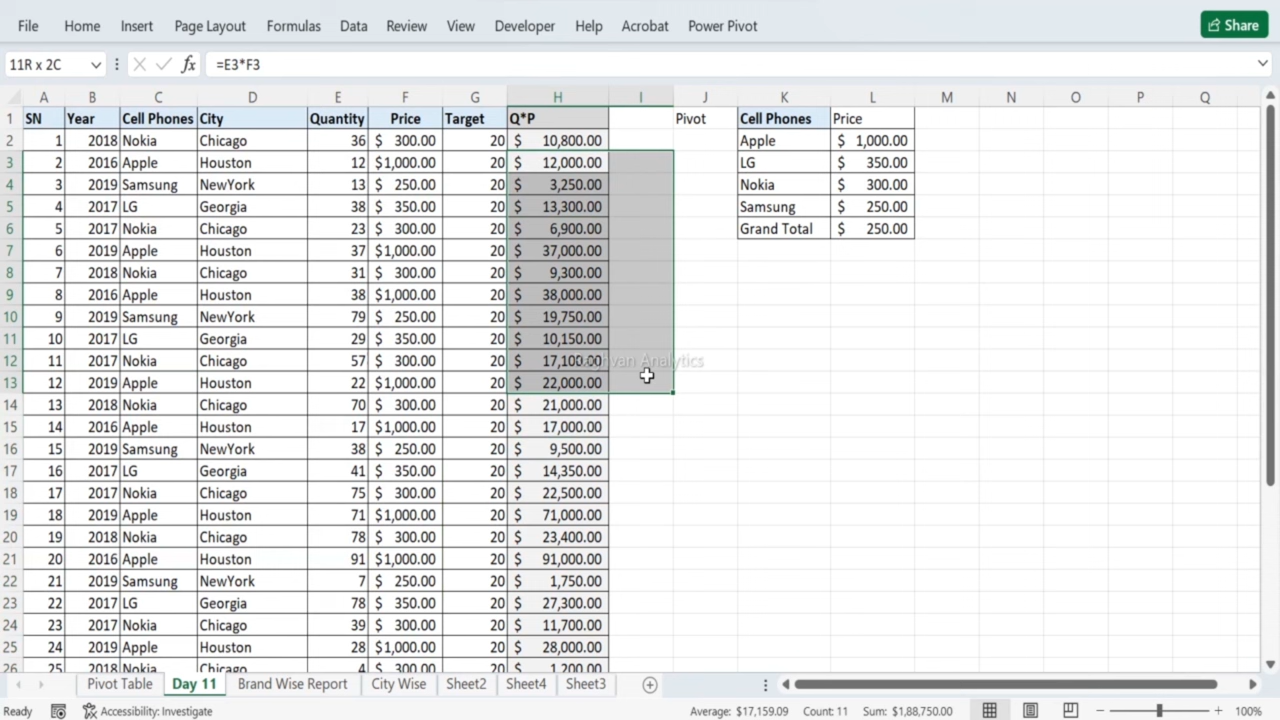 File Home Insert Page Layout Formulas Data Review View Developer Help Acrobat Power Pivot Share
11R x 2C fx =E3*F3
A B C D E F G H I J K L M N O P Q
1 SN Year Cell Phones City Quantity Price Target Q*P Pivot Cell Phones Price
2 1 2018 Nokia Chicago 36 $ 300.00 20 $ 10,800.00 Apple $ 1,000.00
3 2 2016 Apple Houston 12 $1,000.00 20 $ 12,000.00 LG $ 350.00
4 3 2019 Samsung NewYork 13 $ 250.00 20 $ 3,250.00 Nokia $ 300.00
5 4 2017 LG Georgia 38 $ 350.00 20 $ 13,300.00 Samsung $ 250.00
6 5 2017 Nokia Chicago 23 $ 300.00 20 $ 6,900.00 Grand Total $ 250.00
7 6 2019 Apple Houston 37 $1,000.00 20 $ 37,000.00
8 7 2018 Nokia Chicago 31 $ 300.00 20 $ 9,300.00
9 8 2016 Apple Houston 38 $1,000.00 20 $ 38,000.00
10 9 2019 Samsung NewYork 79 $ 250.00 20 $ 19,750.00
11 10 2017 LG Georgia 29 $ 350.00 20 $ 10,150.00
12 11 2017 Nokia Chicago 57 $ 300.00 20 $ 17,100.00 Analytics
13 12 2019 Apple Houston 22 $1,000.00 20 $ 22,000.00
14 13 2018 Nokia Chicago 70 $ 300.00 20 $ 21,000.00
15 14 2016 Apple Houston 17 $1,000.00 20 $ 17,000.00
16 15 2019 Samsung NewYork 38 $ 250.00 20 $ 9,500.00
17 16 2017 LG Georgia 41 $ 350.00 20 $ 14,350.00
18 17 2017 Nokia Chicago 75 $ 300.00 20 $ 22,500.00
19 18 2019 Apple Houston 71 $1,000.00 20 $ 71,000.00
20 19 2018 Nokia Chicago 78 $ 300.00 20 $ 23,400.00
21 20 2016 Apple Houston 91 $1,000.00 20 $ 91,000.00
22 21 2019 Samsung NewYork 7 $ 250.00 20 $ 1,750.00
23 22 2017 LG Georgia 78 $ 350.00 20 $ 27,300.00
24 23 2017 Nokia Chicago 39 $ 300.00 20 $ 11,700.00
25 24 2019 Apple Houston 28 $1,000.00 20 $ 28,000.00
26 25 2018 Nokia Chicago 4 $ 300.00 20 $ 1,200.00
Pivot Table Day 11 Brand Wise Report City Wise Sheet2 Sheet4 Sheet3
Ready Accessibility: Investigate Average: $17,159.09 Count: 11 Sum: $1,88,750.00 100%